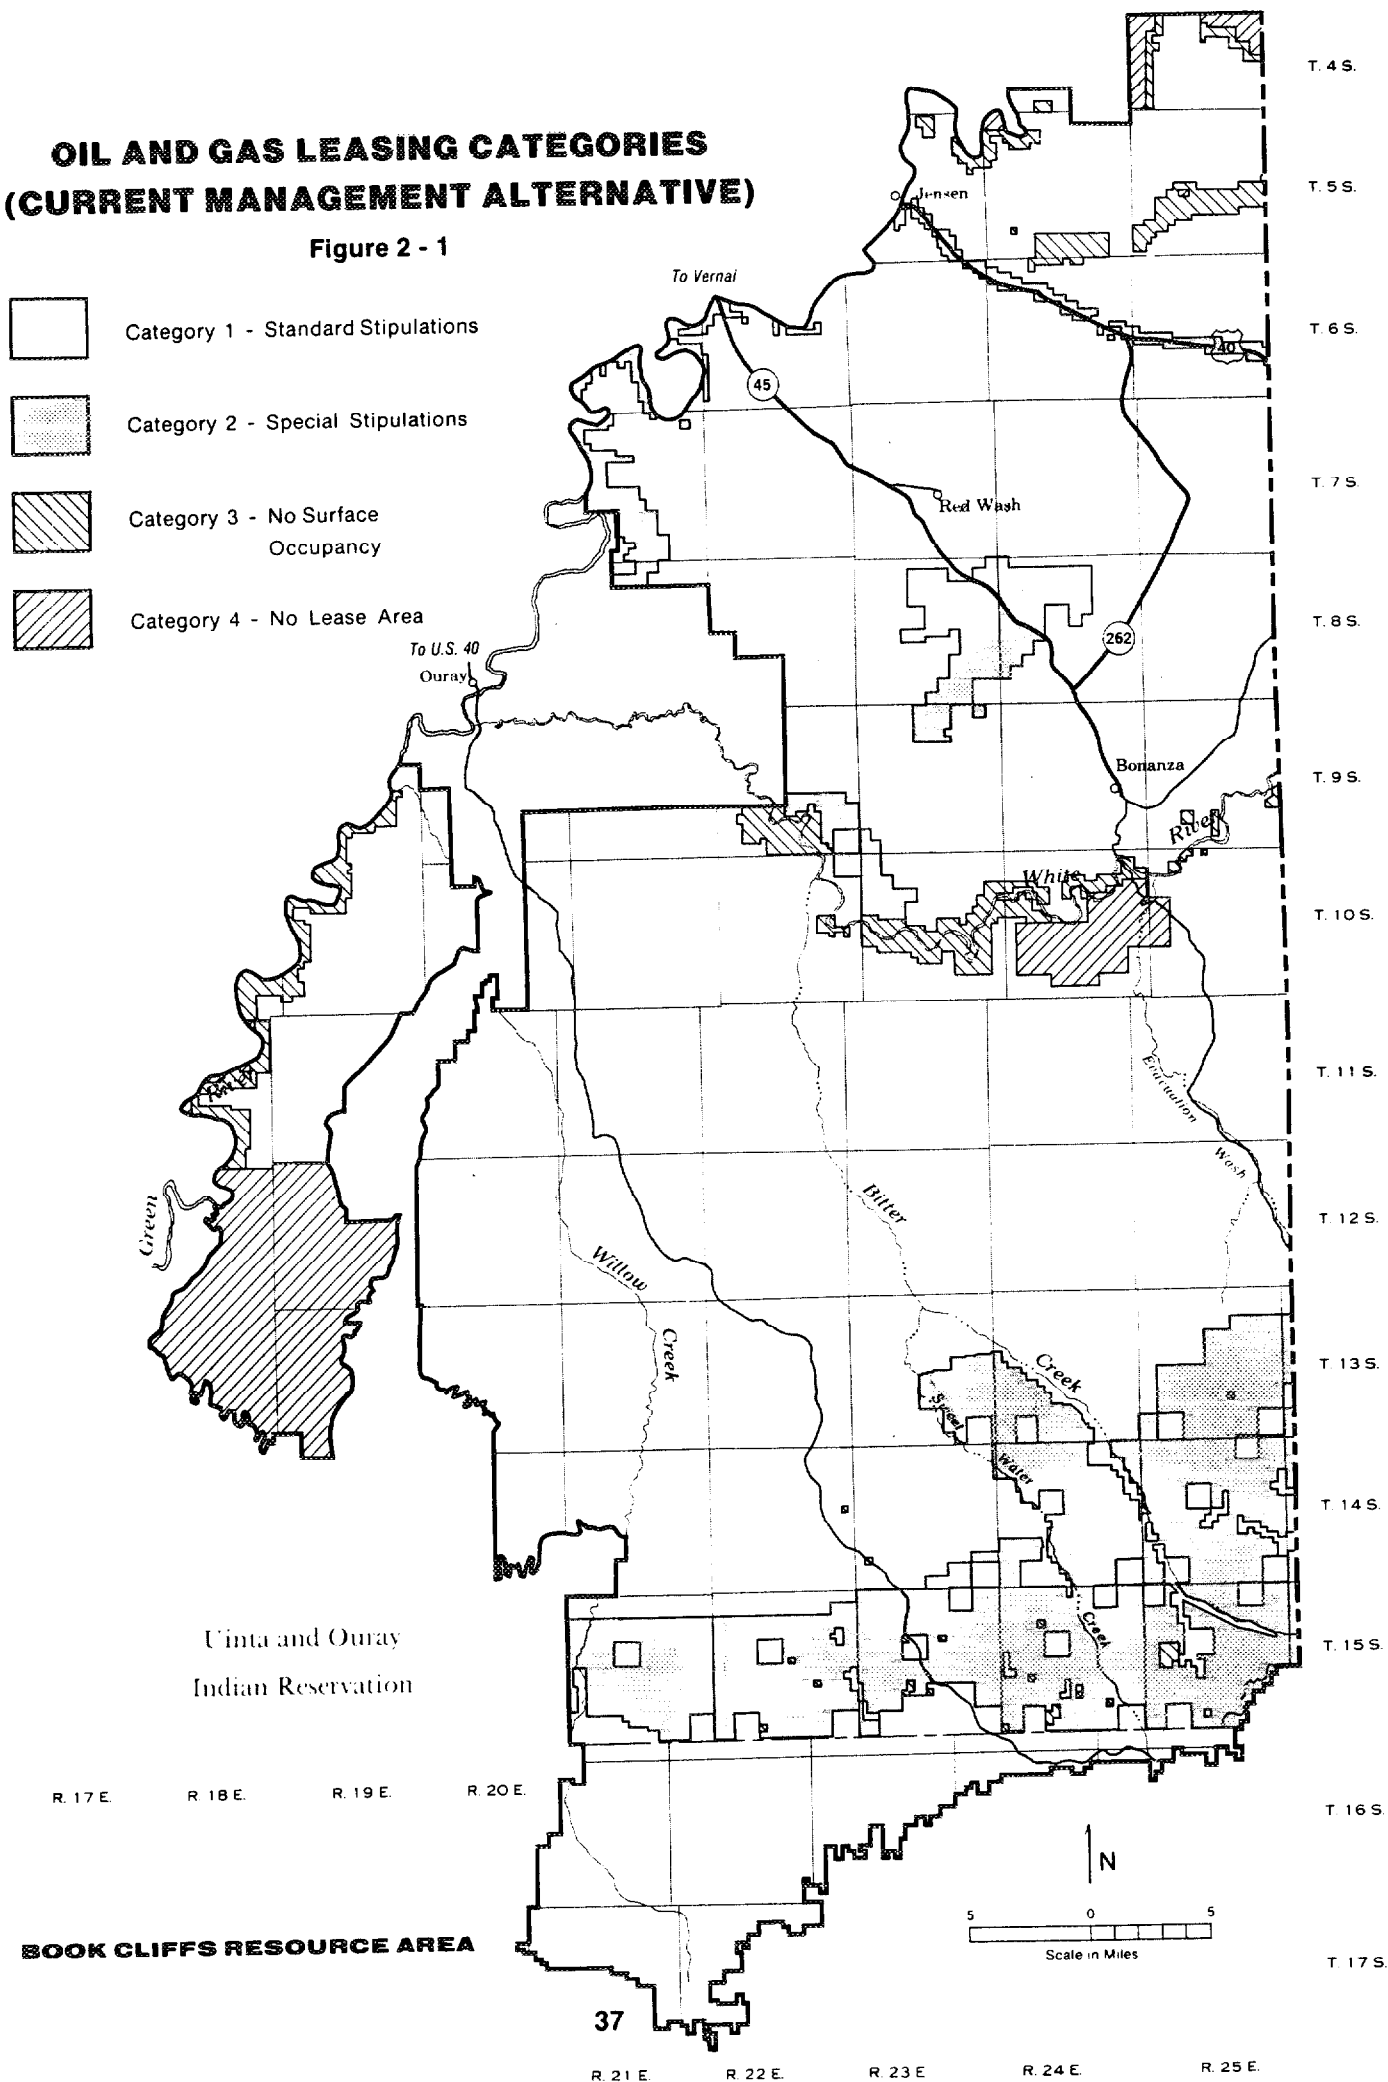 OIL AND GAS LEASING CATEGORIES
(CURRENT MANAGEMENT ALTERNATIVE)
Figure 2 - 1
Category 1 - Standard Stipulations
Category 2 - Special Stipulations
Category 3 - No Surface
Occupancy
Category 4 - No Lease Area
T. 4 S.
T. 5 S.
T. 6 S.
T. 7 S.
T. 8 S.
T. 9 S.
T. 10 S.
T. 11 S.
T. 12 S.
T. 13 S.
T. 14 S.
T. 15 S.
T. 16 S.
T. 17 S.
Jensen
To Vernal
40
45
Red Wash
262
To U.S. 40
Ouray
Bonanza
White
River
Evacuation
Wash
Green
River
Bitter
Creek
Willow
Creek
Sweet
Water
Creek
Uinta and Ouray
Indian Reservation
R. 17 E.
R. 18 E.
R. 19 E.
R. 20 E.
N
5 0 5
Scale in Miles
BOOK CLIFFS RESOURCE AREA
37
R. 21 E.
R. 22 E.
R. 23 E
R. 24 E.
R. 25 E.